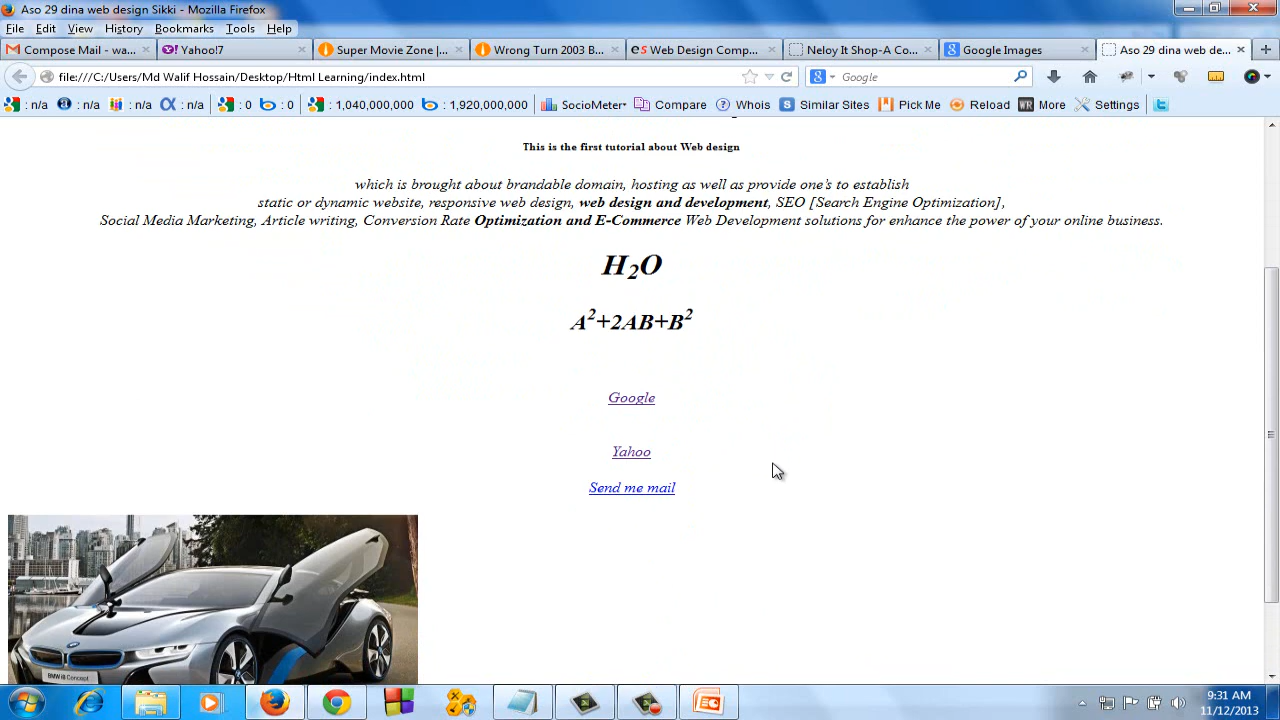 Aso 29 dina web design Sikki - Mozilla Firefox
File Edit View History Bookmarks Tools Help
Compose Mail - wa... Yahoo!7 Super Movie Zone |... Wrong Turn 2003 B... Web Design Comp... Neloy It Shop-A Co... Google Images Aso 29 dina web de...
file:///C:/Users/Md Walif Hossain/Desktop/Html Learning/index.html Google
: n/a : n/a : n/a : n/a : 0 : 0 : 1,040,000,000 : 1,920,000,000 SocioMeter Compare Whois Similar Sites Pick Me Reload More Settings
This is the first tutorial about Web design
which is brought about brandable domain, hosting as well as provide one's to establish
static or dynamic website, responsive web design, web design and development, SEO [Search Engine Optimization],
Social Media Marketing, Article writing, Conversion Rate Optimization and E-Commerce Web Development solutions for enhance the power of your online business.
H2O
A2+2AB+B2
Google
Yahoo
Send me mail
BMW i8 Concept
9:31 AM
11/12/2013